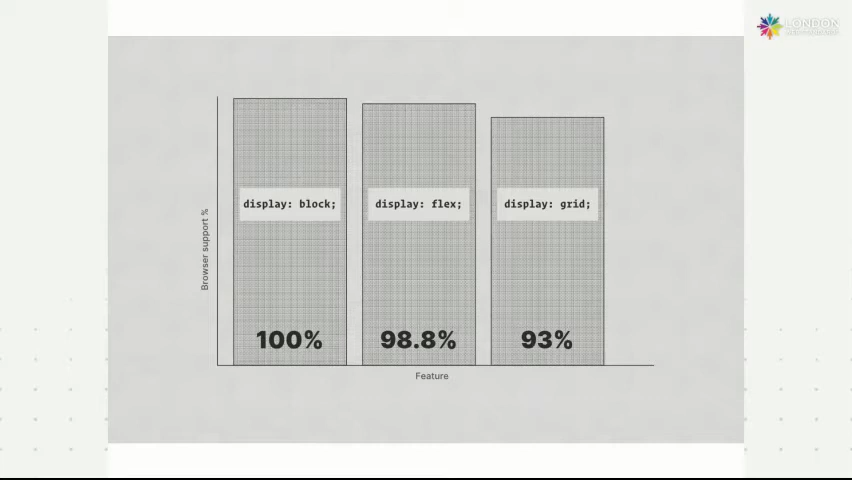 LONDON
Browser support %
display: block;
display: flex;
display: grid;
100%
98.8%
93%
Feature